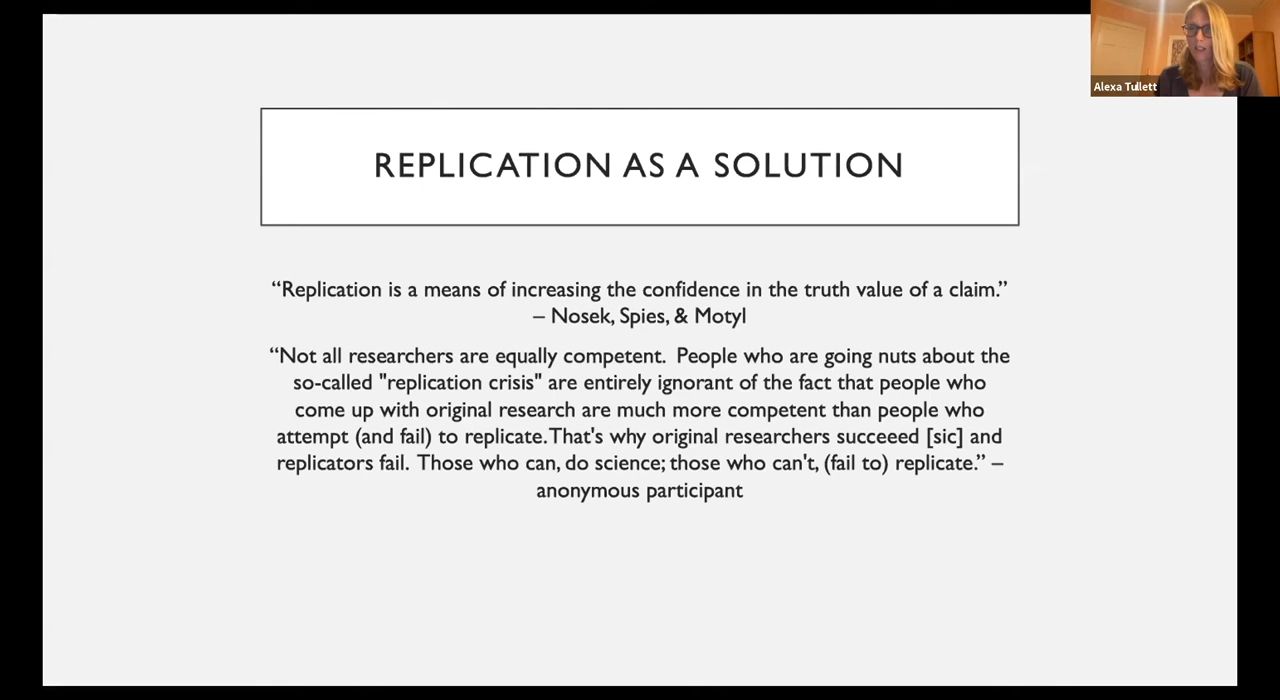 Alexa Tullett
REPLICATION AS A SOLUTION
“Replication is a means of increasing the confidence in the truth value of a claim.”
– Nosek, Spies, & Motyl
“Not all researchers are equally competent.  People who are going nuts about the
so-called "replication crisis" are entirely ignorant of the fact that people who
come up with original research are much more competent than people who
attempt (and fail) to replicate.That's why original researchers succeeed [sic] and
replicators fail.  Those who can, do science; those who can't, (fail to) replicate.” –
anonymous participant